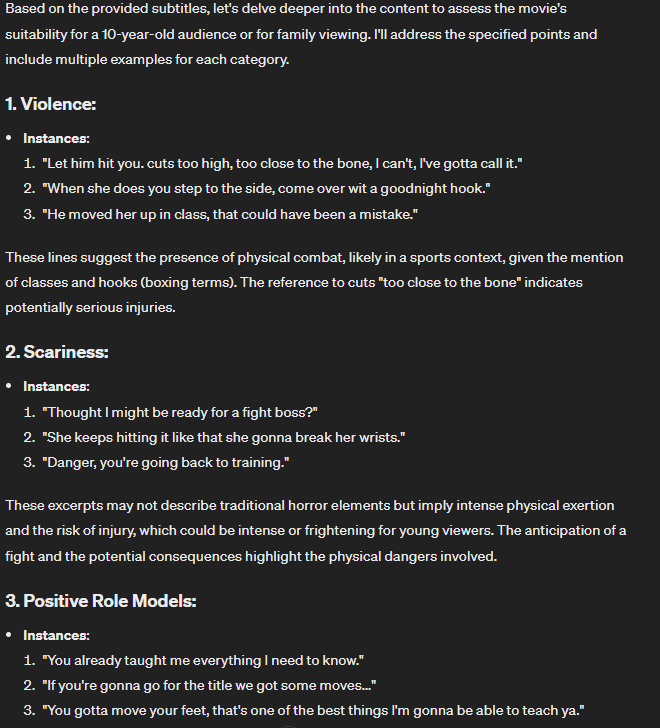 Based on the provided subtitles, let's delve deeper into the content to assess the movie's
suitability for a 10-year-old audience or for family viewing. I'll address the specified points and
include multiple examples for each category.
1. Violence:
• Instances:
1. "Let him hit you. cuts too high, too close to the bone, I can't, I've gotta call it."
2. "When she does you step to the side, come over wit a goodnight hook."
3. "He moved her up in class, that could have been a mistake."
These lines suggest the presence of physical combat, likely in a sports context, given the mention
of classes and hooks (boxing terms). The reference to cuts "too close to the bone" indicates
potentially serious injuries.
2. Scariness:
• Instances:
1. "Thought I might be ready for a fight boss?"
2. "She keeps hitting it like that she gonna break her wrists."
3. "Danger, you're going back to training."
These excerpts may not describe traditional horror elements but imply intense physical exertion
and the risk of injury, which could be intense or frightening for young viewers. The anticipation of a
fight and the potential consequences highlight the physical dangers involved.
3. Positive Role Models:
• Instances:
1. "You already taught me everything I need to know."
2. "If you're gonna go for the title we got some moves..."
3. "You gotta move your feet, that's one of the best things I'm gonna be able to teach ya."